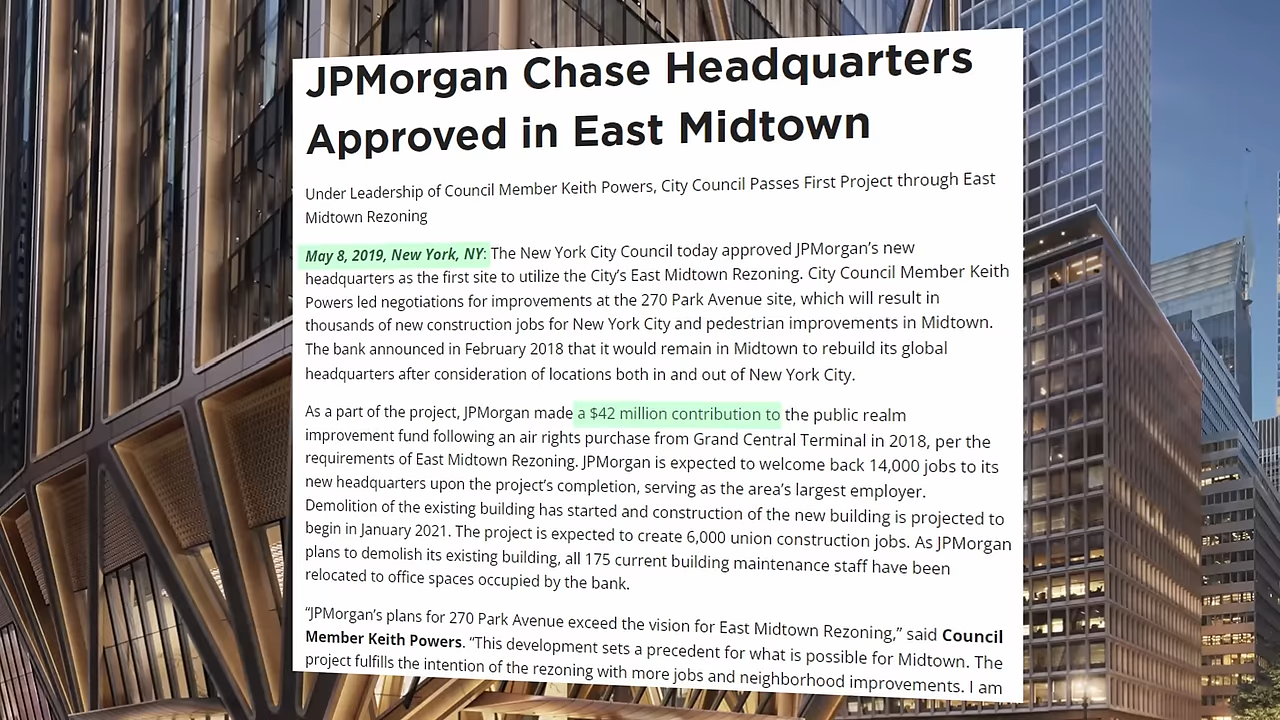 JPMorgan Chase Headquarters
Approved in East Midtown
Under Leadership of Council Member Keith Powers, City Council Passes First Project through East
Midtown Rezoning
May 8, 2019, New York, NY: The New York City Council today approved JPMorgan's new
headquarters as the first site to utilize the City's East Midtown Rezoning. City Council Member Keith
Powers led negotiations for improvements at the 270 Park Avenue site, which will result in
thousands of new construction jobs for New York City and pedestrian improvements in Midtown.
The bank announced in February 2018 that it would remain in Midtown to rebuild its global
headquarters after consideration of locations both in and out of New York City.
As a part of the project, JPMorgan made a $42 million contribution to the public realm
improvement fund following an air rights purchase from Grand Central Terminal in 2018, per the
requirements of East Midtown Rezoning. JPMorgan is expected to welcome back 14,000 jobs to its
new headquarters upon the project's completion, serving as the area's largest employer.
Demolition of the existing building has started and construction of the new building is projected to
begin in January 2021. The project is expected to create 6,000 union construction jobs. As JPMorgan
plans to demolish its existing building, all 175 current building maintenance staff have been
relocated to office spaces occupied by the bank.
“JPMorgan's plans for 270 Park Avenue exceed the vision for East Midtown Rezoning,” said Council
Member Keith Powers. “This development sets a precedent for what is possible for Midtown. The
project fulfills the intention of the rezoning with more jobs and neighborhood improvements. I am